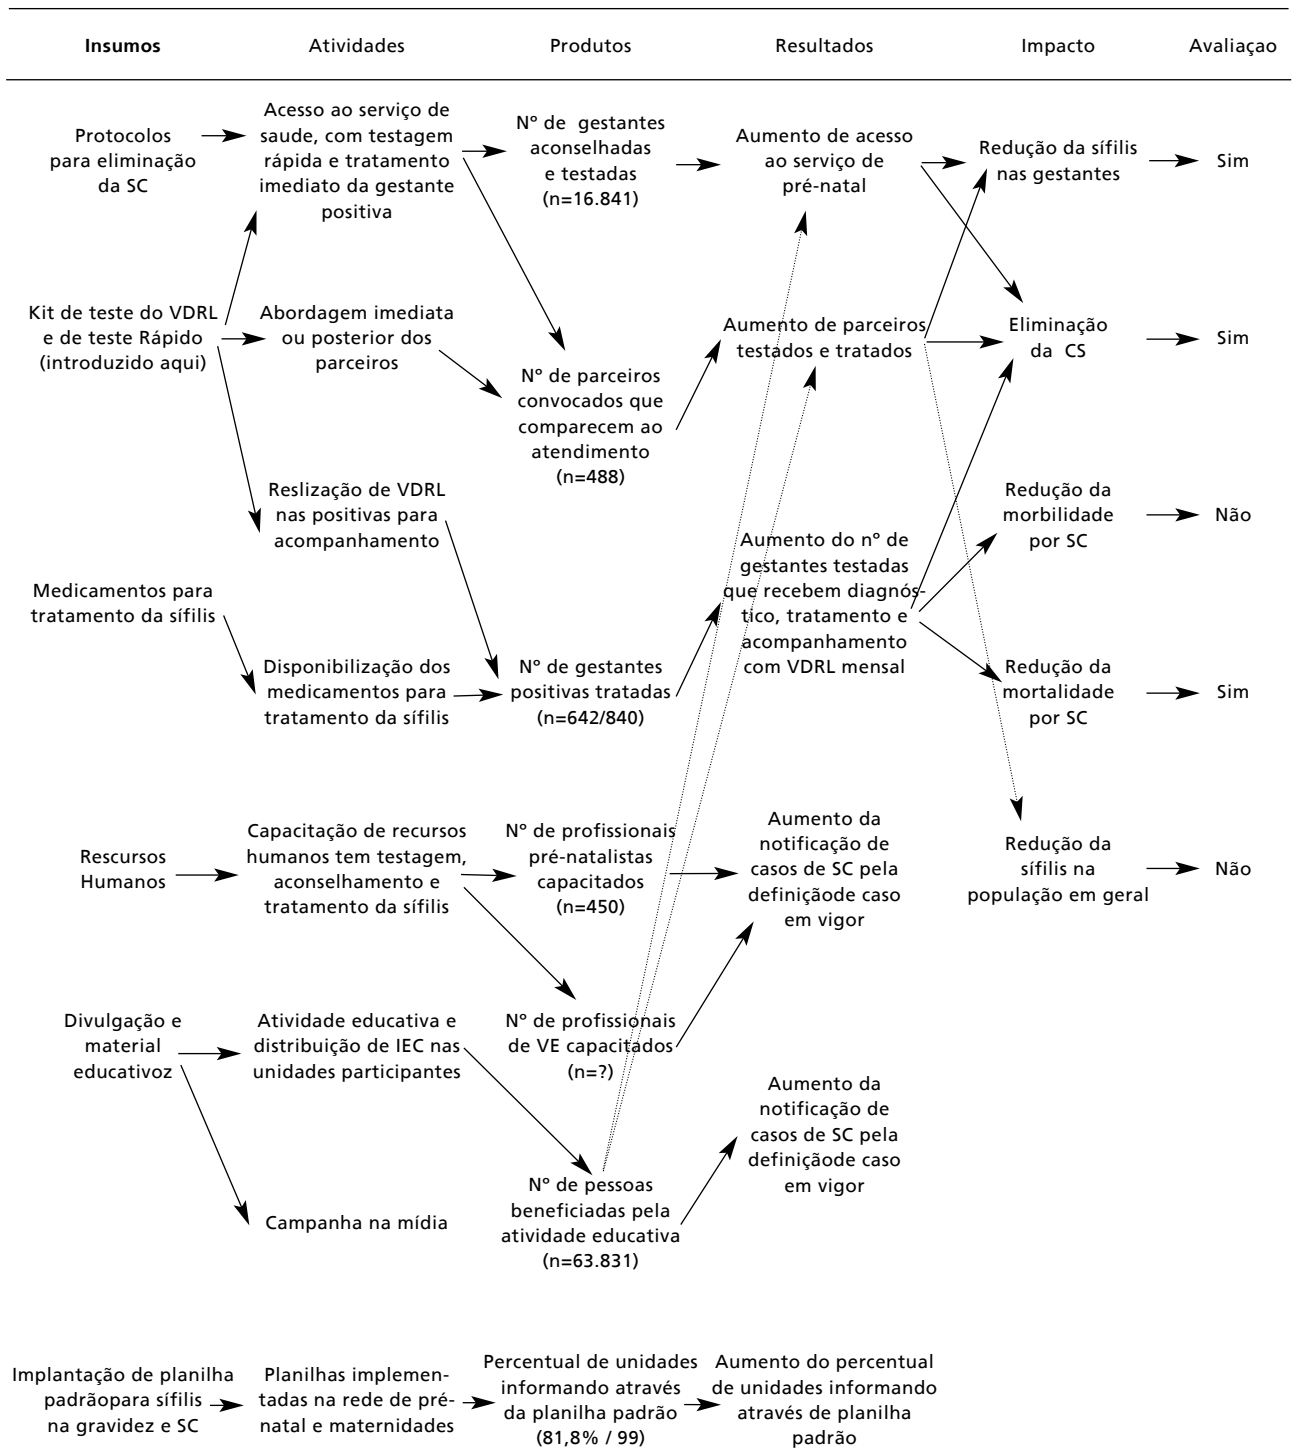 Insumos
Atividades
Produtos
Resultados
Impacto
Avaliaçao
Protocolos
para eliminação
da SC
Acesso ao serviço de
saude, com testagem
rápida e tratamento
imediato da gestante
positiva
Nº de gestantes
aconselhadas
e testadas
(n=16.841)
Aumento de acesso
ao serviço de
pré-natal
Redução da sífilis
nas gestantes
Sim
Kit de teste do VDRL
e de teste Rápido
(introduzido aqui)
Abordagem imediata
ou posterior dos
parceiros
Nº de parceiros
convocados que
comparecem ao
atendimento
(n=488)
Aumento de parceiros
testados e tratados
Eliminação
da CS
Sim
Reslização de VDRL
nas positivas para
acompanhamento
Aumento do nº de
gestantes testadas
que recebem diagnós-
tico, tratamento e
acompanhamento
com VDRL mensal
Redução da
morbilidade
por SC
Não
Medicamentos para
tratamento da sífilis
Disponibilização dos
medicamentos para
tratamento da sífilis
Nº de gestantes
positivas tratadas
(n=642/840)
Redução da
mortalidade
por SC
Sim
Rescursos
Humanos
Capacitação de recursos
humanos tem testagem,
aconselhamento e
tratamento da sífilis
Nº de profissionais
pré-natalistas
capacitados
(n=450)
Aumento da
notificação de
casos de SC pela
definiçãode caso
em vigor
Redução da
sífilis na
população em geral
Não
Divulgação e
material
educativoz
Atividade educativa e
distribuição de IEC nas
unidades participantes
Nº de profissionais
de VE capacitados
(n=?)
Aumento da
notificação de
casos de SC pela
definiçãode caso
em vigor
Campanha na mídia
Nº de pessoas
beneficiadas pela
atividade educativa
(n=63.831)
Implantação de planilha
padrãopara sífilis
na gravidez e SC
Planilhas implemen-
tadas na rede de pré-
natal e maternidades
Percentual de unidades
informando através
da planilha padrão
(81,8% / 99)
Aumento do percentual
de unidades informando
através de planilha
padrão